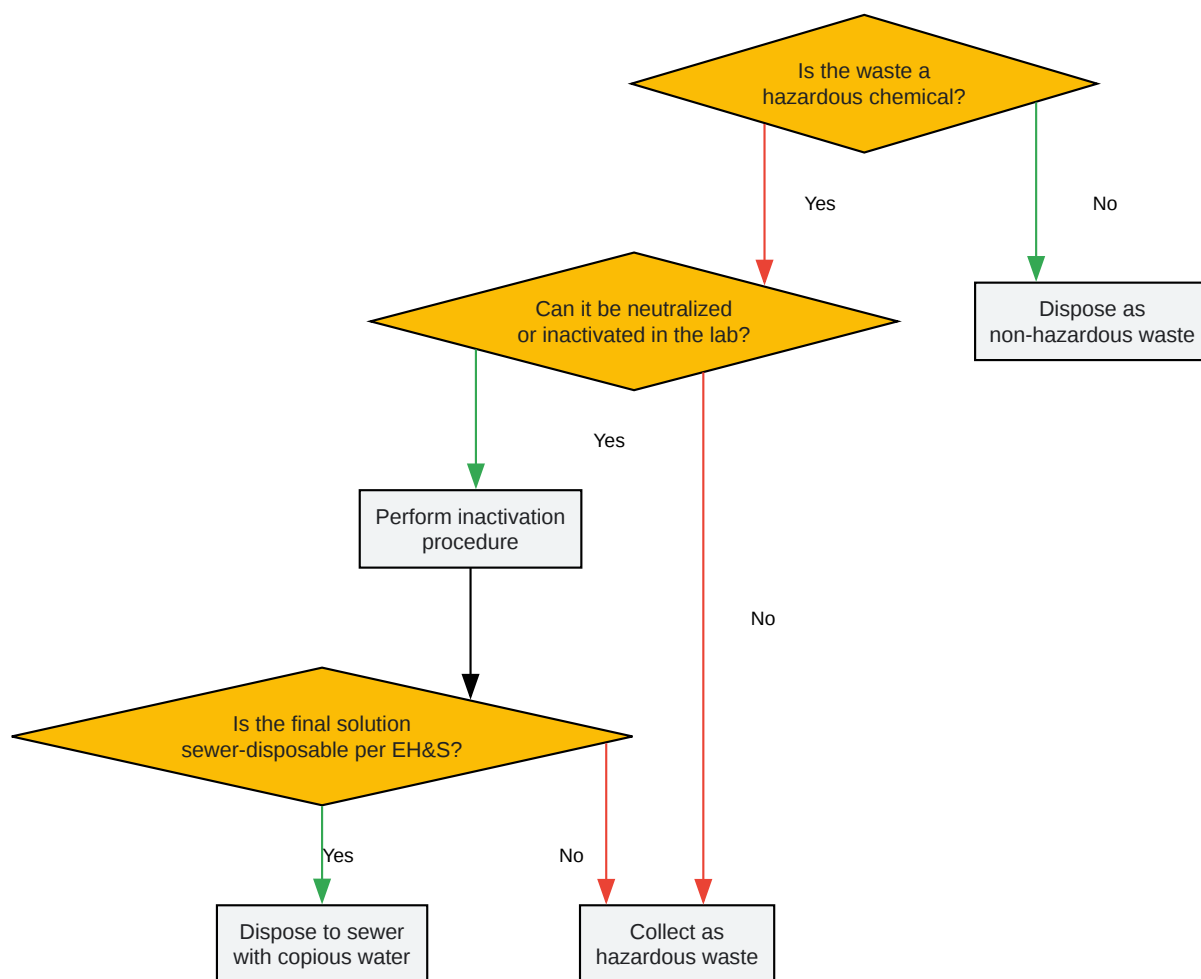 Is the waste a
hazardous chemical?
Yes
No
Can it be neutralized
or inactivated in the lab?
Dispose as
non-hazardous waste
Yes
Perform inactivation
procedure
No
Is the final solution
sewer-disposable per EH&S?
Yes
No
Dispose to sewer
with copious water
Collect as
hazardous waste